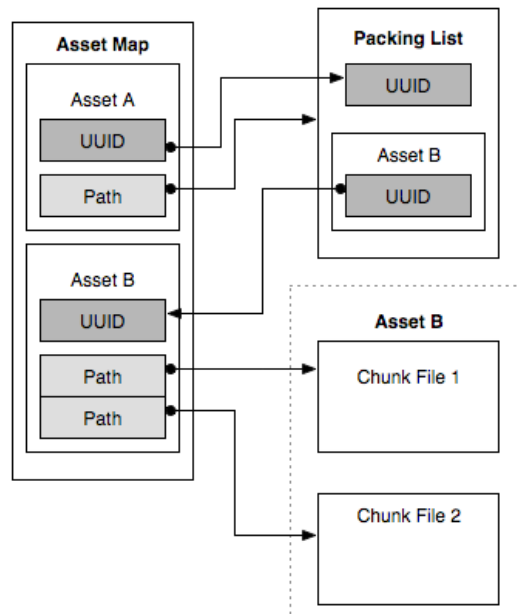 Asset Map
Asset A
UUID
Path
Asset B
UUID
Path
Path
Packing List
UUID
Asset B
UUID
Asset B
Chunk File 1
Chunk File 2